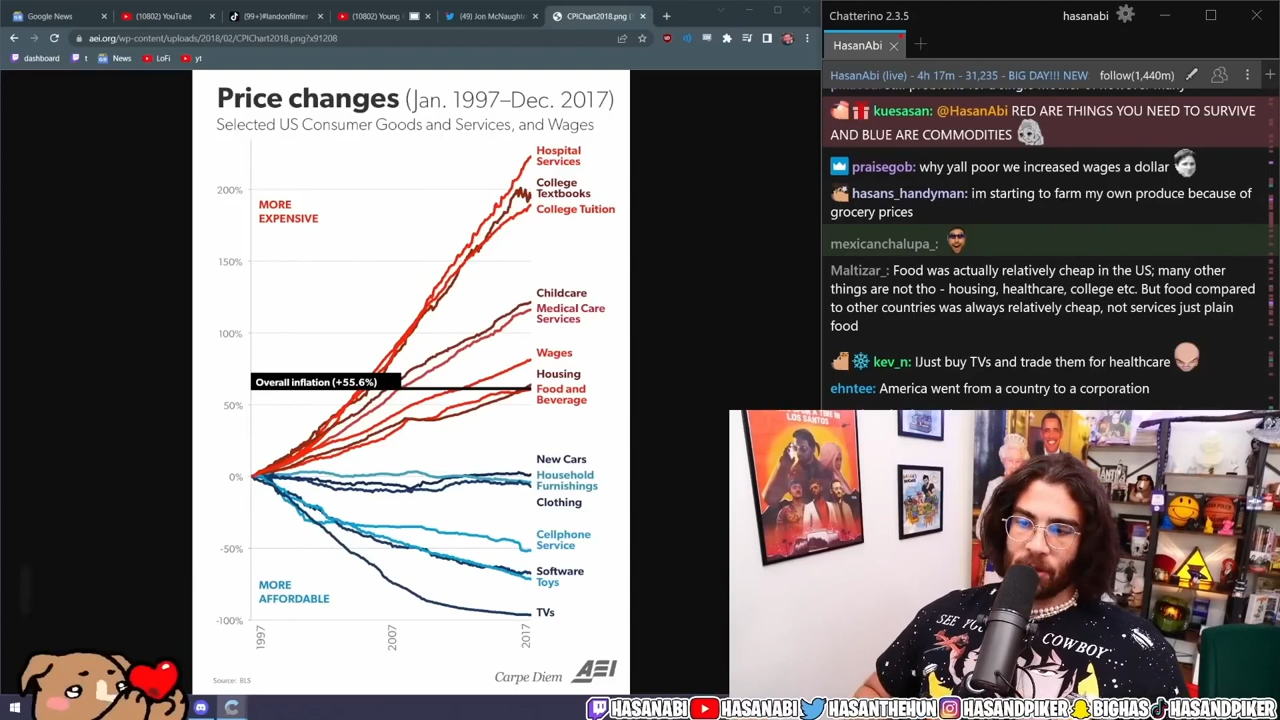 Google News
(10802) YouTube
(99+)#landonfilmer
(10802) Young
(49) Jon McNaught
CPIChart2018.png (
aei.org/wp-content/uploads/2018/02/CPIChart2018.png?x91208
dashboard
t
News
LoFi
yt
Price changes (Jan. 1997–Dec. 2017)
Selected US Consumer Goods and Services, and Wages
200%
150%
100%
50%
0%
-50%
-100%
MORE
EXPENSIVE
Overall inflation (+55.6%)
MORE
AFFORDABLE
Hospital
Services
College
Textbooks
College Tuition
Childcare
Medical Care
Services
Wages
Housing
Food and
Beverage
New Cars
Household
Furnishings
Clothing
Cellphone
Service
Software
Toys
TVs
1997
2007
2017
Source: BLS
Carpe Diem AEI
Chatterino 2.3.5
hasanabi
HasanAbi
HasanAbi (live) - 4h 17m - 31,235 - BIG DAY!!! NEW
follow(1,440m)
kuesasan: @HasanAbi RED ARE THINGS YOU NEED TO SURVIVE
AND BLUE ARE COMMODITIES
praisegob: why yall poor we increased wages a dollar
hasans_handyman: im starting to farm my own produce because of
grocery prices
mexicanchalupa_:
Maltizar_: Food was actually relatively cheap in the US; many other
things are not tho - housing, healthcare, college etc. But food compared
to other countries was always relatively cheap, not services just plain
food
kev_n: !Just buy TVs and trade them for healthcare
ehntee: America went from a country to a corporation
LOS SANTOS
SEE YOU
COWBOY
HASANABI
HASANABI
HASANTHEHUN
HASANDPIKER
BIGHAS
HASANDPIKER